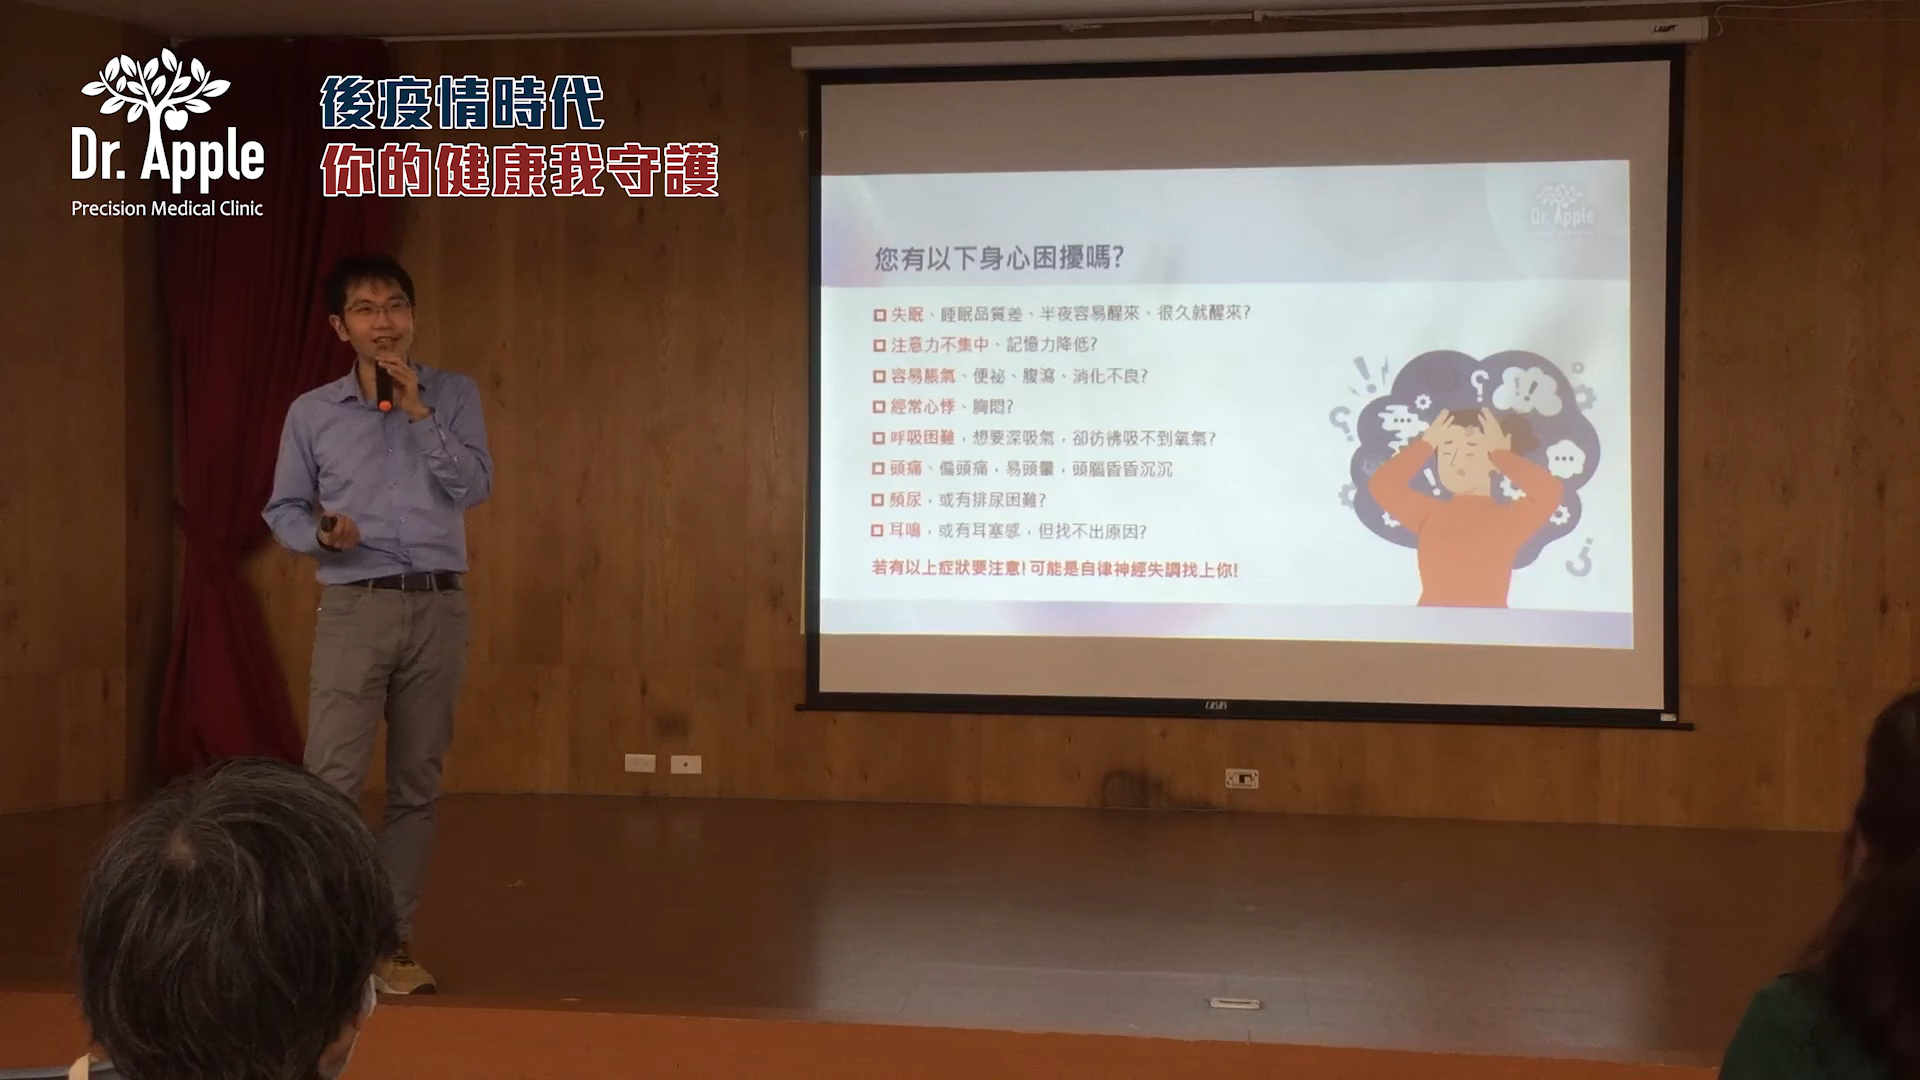 Dr. Apple
Precision Medical Clinic
後疫情時代
你的健康我守護
Dr. Apple
您有以下身心困擾嗎?
失眠、睡眠品質差、半夜容易醒來、很久就醒來?
注意力不集中、記憶力降低?
容易脹氣、便祕、腹瀉、消化不良?
經常心悸、胸悶?
呼吸困難，想要深吸氣，卻彷彿吸不到氧氣?
頭痛、偏頭痛，易頭暈，頭腦昏昏沉沉
頻尿，或有排尿困難?
耳鳴，或有耳塞感，但找不出原因?
若有以上症狀要注意! 可能是自律神經失調找上你!